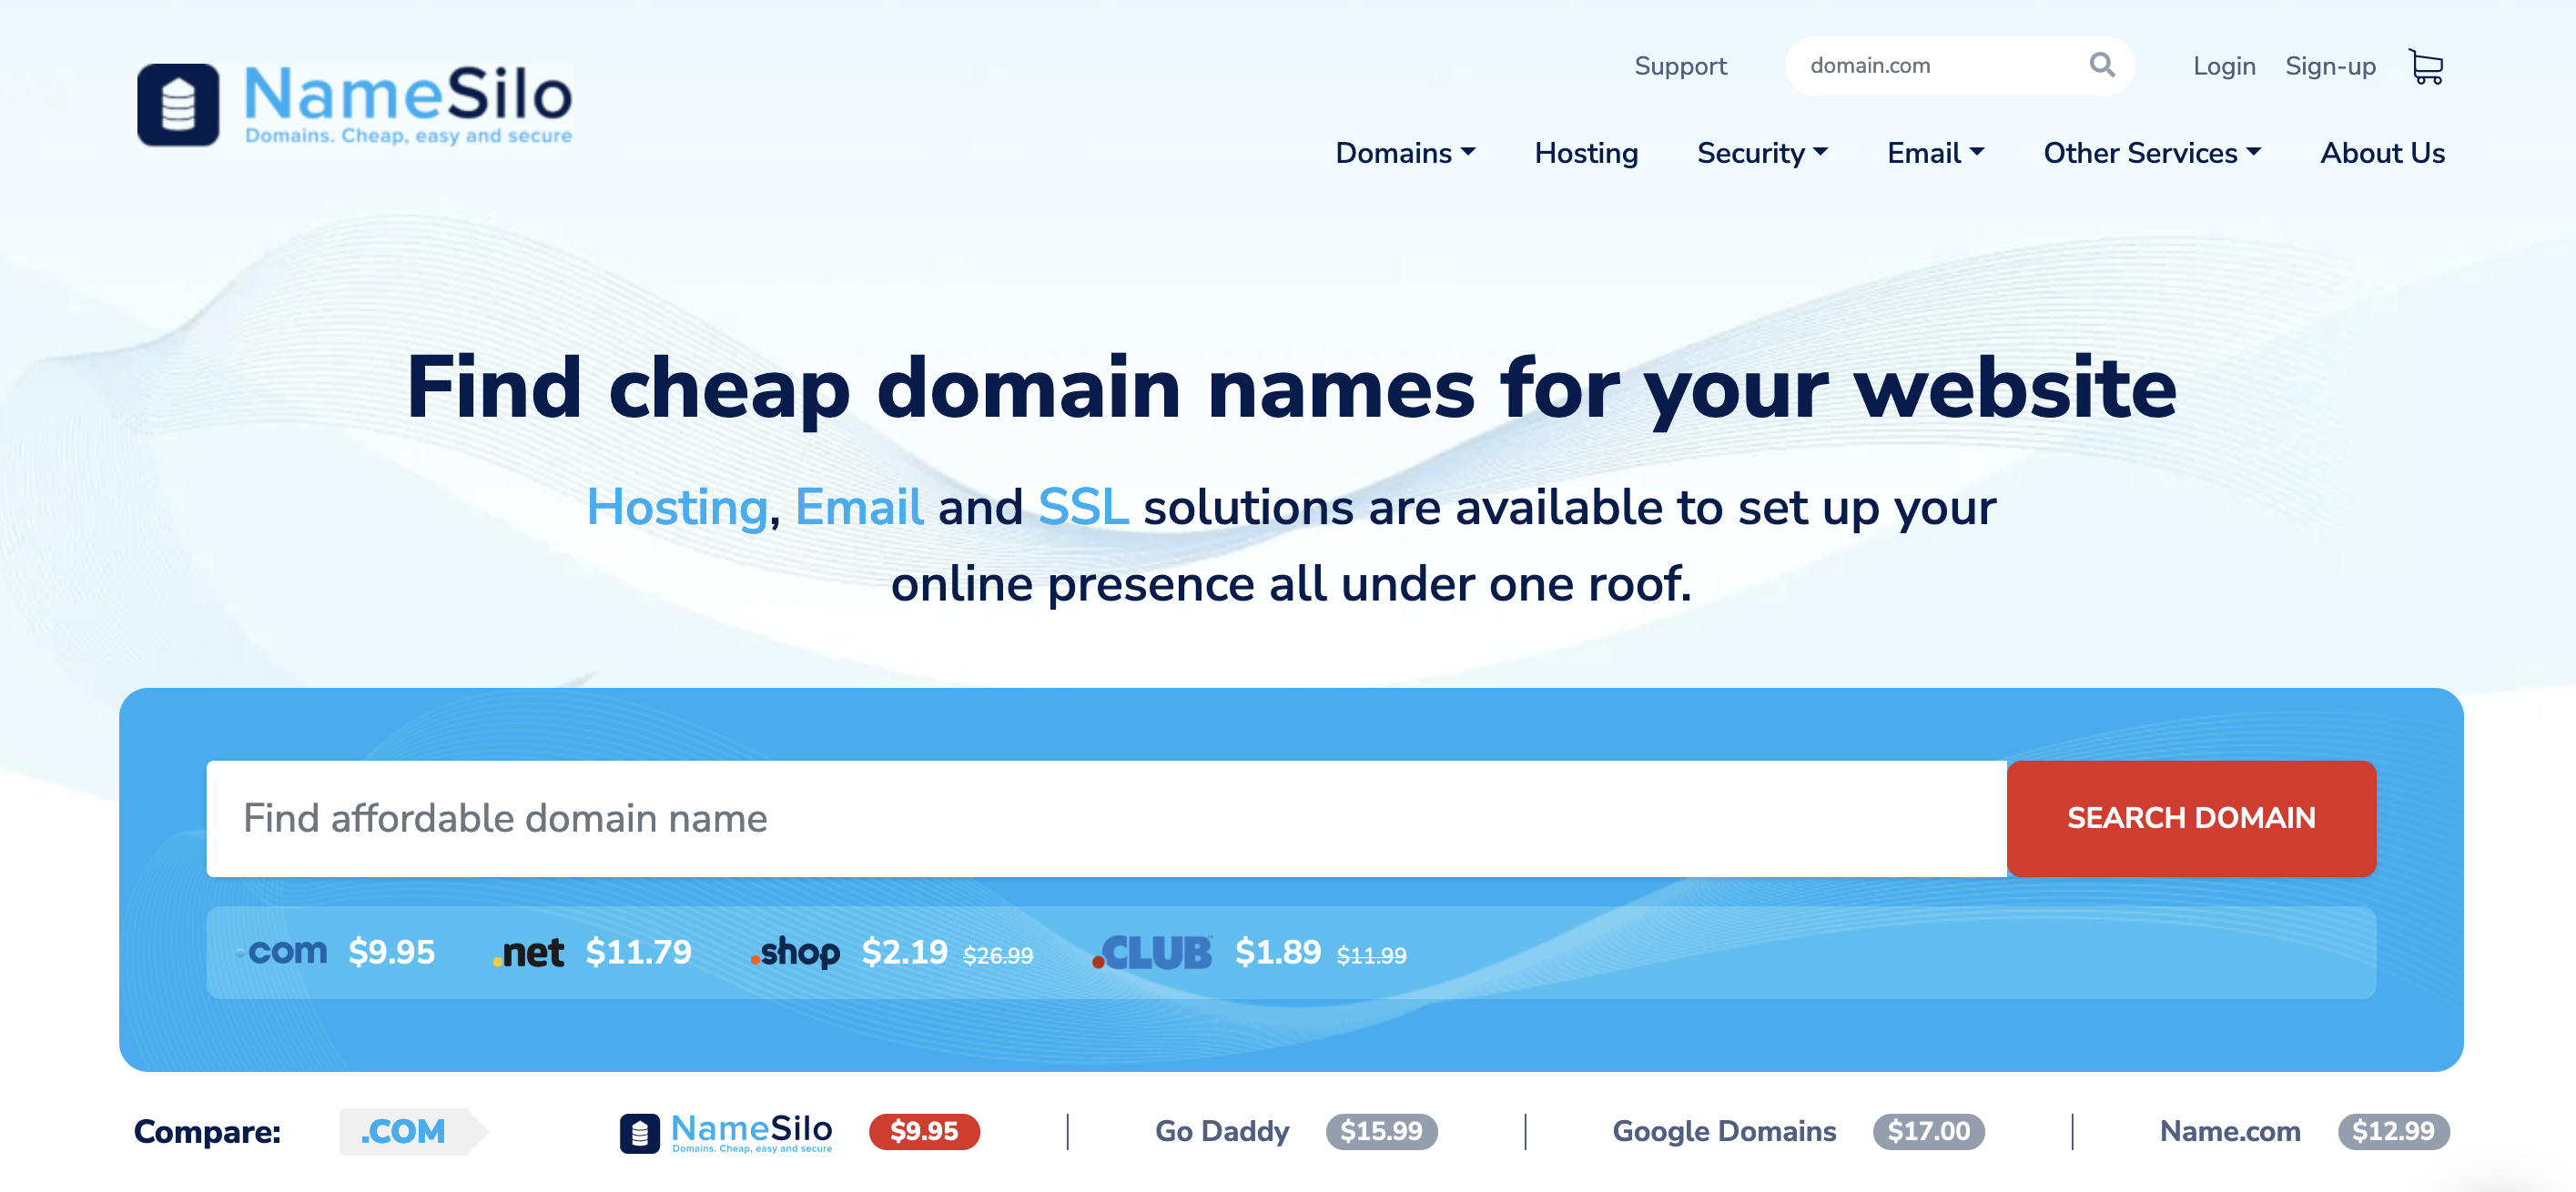 NameSilo
Domains. Cheap, easy and secure
Support
domain.com
Login
Sign-up
Domains
Hosting
Security
Email
Other Services
About Us
Find cheap domain names for your website
Hosting, Email and SSL solutions are available to set up your
online presence all under one roof.
Find affordable domain name
SEARCH DOMAIN
.com $9.95 .net $11.79 .shop $2.19 $26.99 .CLUB™ $1.89 $11.99
Compare: .COM NameSilo $9.95 | Go Daddy $15.99 | Google Domains $17.00 | Name.com $12.99
Domains. Cheap, easy and secure